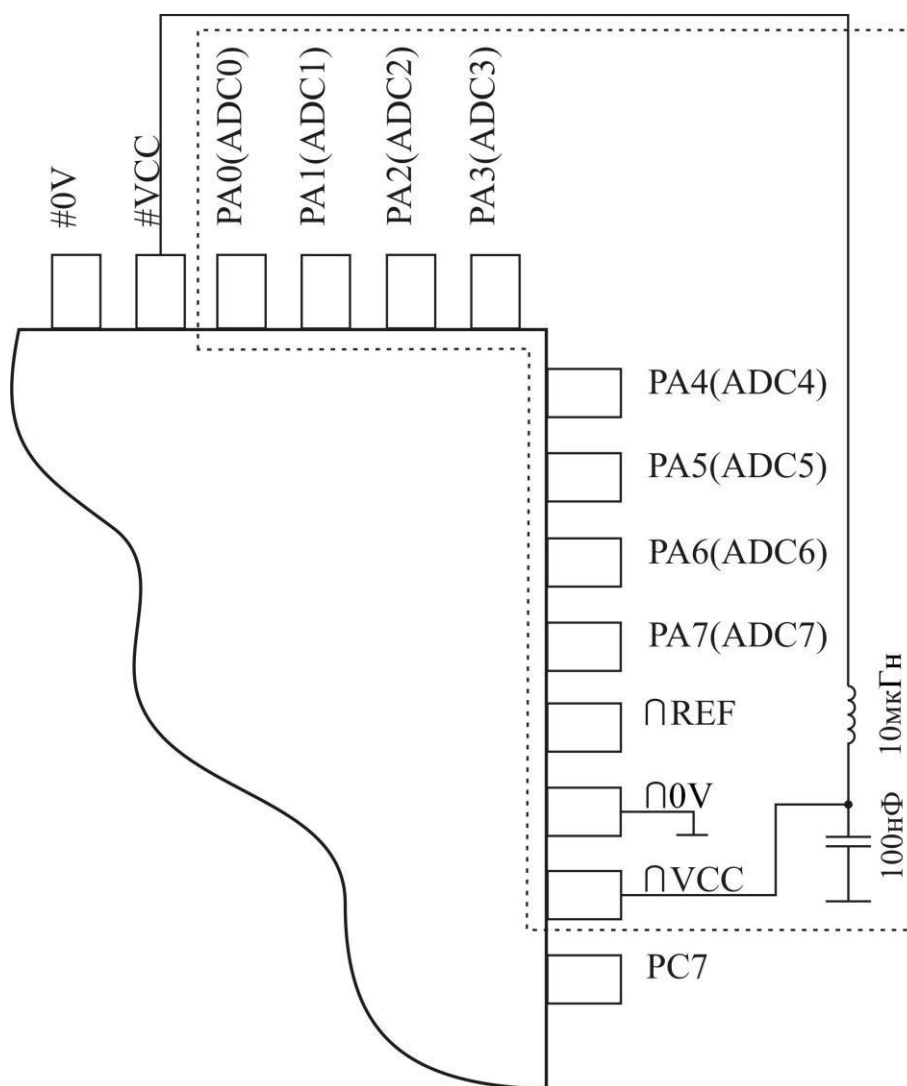 #0V
#VCC
PA0(ADC0)
PA1(ADC1)
PA2(ADC2)
PA3(ADC3)
PA4(ADC4)
PA5(ADC5)
PA6(ADC6)
PA7(ADC7)
∩REF
∩0V
∩VCC
PC7
10мкГн
100нФ